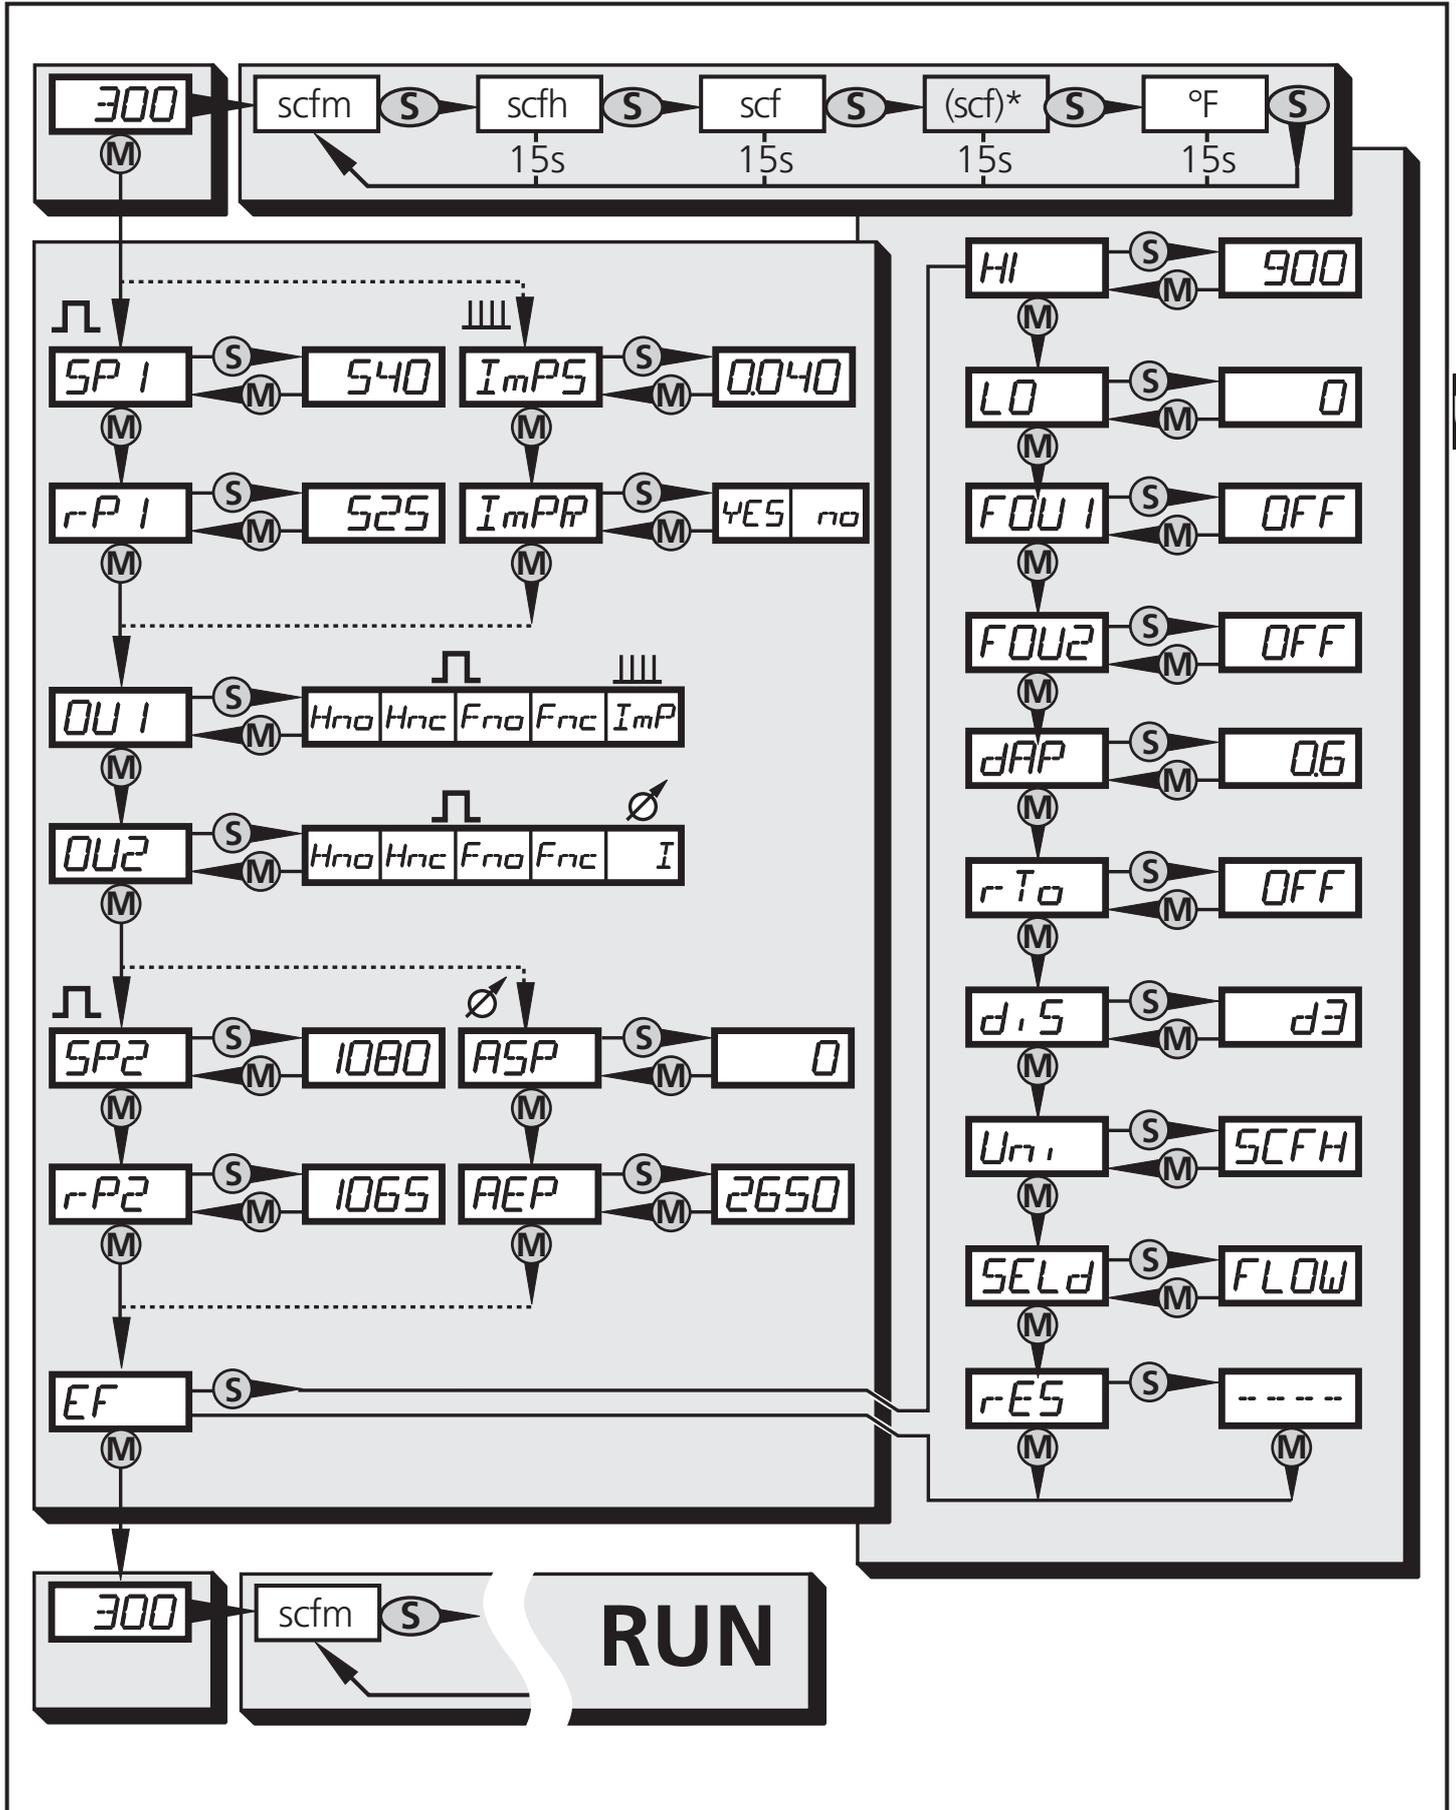 300 scfm S scfh S scf S (scf)* S °F S
M 15s 15s 15s 15s
SP1 S M 540 ImPS S M 0.040
M M
rP1 S M 525 ImPR S M YES no
M M
OU1 S M Hno Hnc Fno Fnc ImP
M
OU2 S M Hno Hnc Fno Fnc I
M
SP2 S M 1080 ASP S M 0
M M
rP2 S M 1065 AEP S M 2650
M M
EF S
M
HI S M 900
M
LO S M 0
M
FOU1 S M OFF
M
FOU2 S M OFF
M
dAP S M 0.6
M
rTo S M OFF
M
diS S M d3
M
Uni S M SCFH
M
SELd S M FLOW
M
rES S ----
M M
300 scfm S RUN